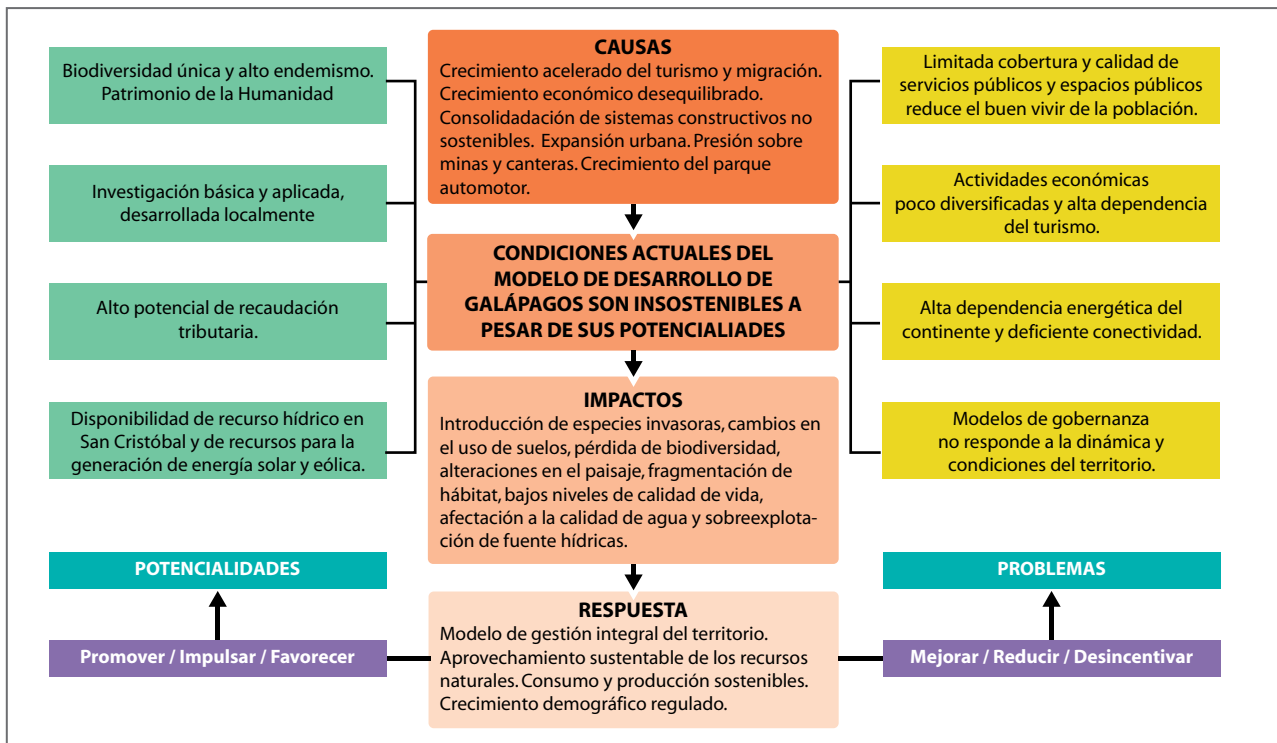 Biodiversidad única y alto endemismo.
Patrimonio de la Humanidad
Investigación básica y aplicada,
desarrollada localmente
Alto potencial de recaudación
tributaria.
Disponibilidad de recurso hídrico en
San Cristóbal y de recursos para la
generación de energía solar y eólica.
POTENCIALIDADES
Promover / Impulsar / Favorecer
CAUSAS
Crecimiento acelerado del turismo y migración.
Crecimiento económico desequilibrado.
Consolidadación de sistemas constructivos no
sostenibles. Expansión urbana. Presión sobre
minas y canteras. Crecimiento del parque
automotor.
CONDICIONES ACTUALES DEL
MODELO DE DESARROLLO DE
GALÁPAGOS SON INSOSTENIBLES A
PESAR DE SUS POTENCIALIADES
IMPACTOS
Introducción de especies invasoras, cambios en
el uso de suelos, pérdida de biodiversidad,
alteraciones en el paisaje, fragmentación de
hábitat, bajos niveles de calidad de vida,
afectación a la calidad de agua y sobreexplota-
ción de fuente hídricas.
RESPUESTA
Modelo de gestión integral del territorio.
Aprovechamiento sustentable de los recursos
naturales. Consumo y producción sostenibles.
Crecimiento demográfico regulado.
Limitada cobertura y calidad de
servicios públicos y espacios públicos
reduce el buen vivir de la población.
Actividades económicas
poco diversificadas y alta dependencia
del turismo.
Alta dependencia energética del
continente y deficiente conectividad.
Modelos de gobernanza
no responde a la dinámica y
condiciones del territorio.
PROBLEMAS
Mejorar / Reducir / Desincentivar